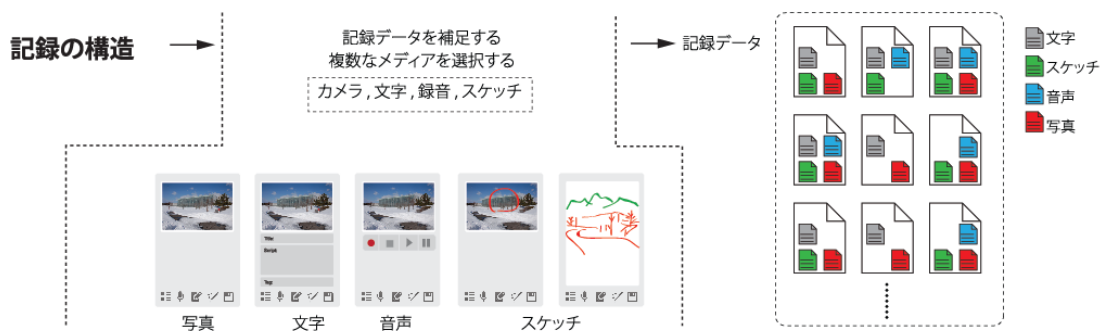 記録の構造
記録データを補足する
複数なメディアを選択する
カメラ , 文字 , 録音 , スケッチ
記録データ
文字
スケッチ
音声
写真
Title:
Script:
Tag:
写真
文字
音声
スケッチ